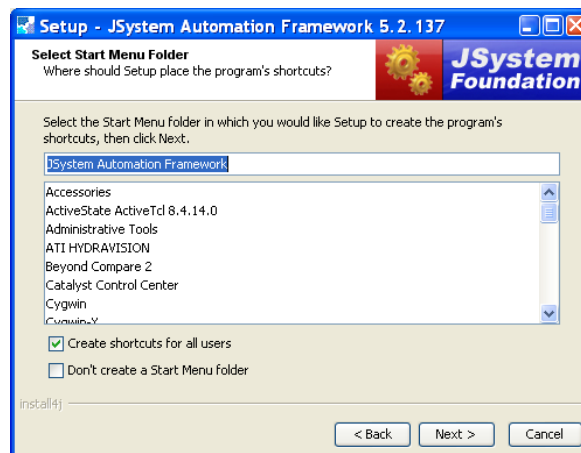 Setup - JSystem Automation Framework 5.2.137
Select Start Menu Folder
Where should Setup place the program's shortcuts?
JSystem
Foundation
Select the Start Menu folder in which you would like Setup to create the program's
shortcuts, then click Next.
JSystem Automation Framework
Accessories
ActiveState ActiveTcl 8.4.14.0
Administrative Tools
ATI HYDRAVISION
Beyond Compare 2
Catalyst Control Center
Cygwin
Cygwin-X
Create shortcuts for all users
Don't create a Start Menu folder
install4j
< Back
Next >
Cancel